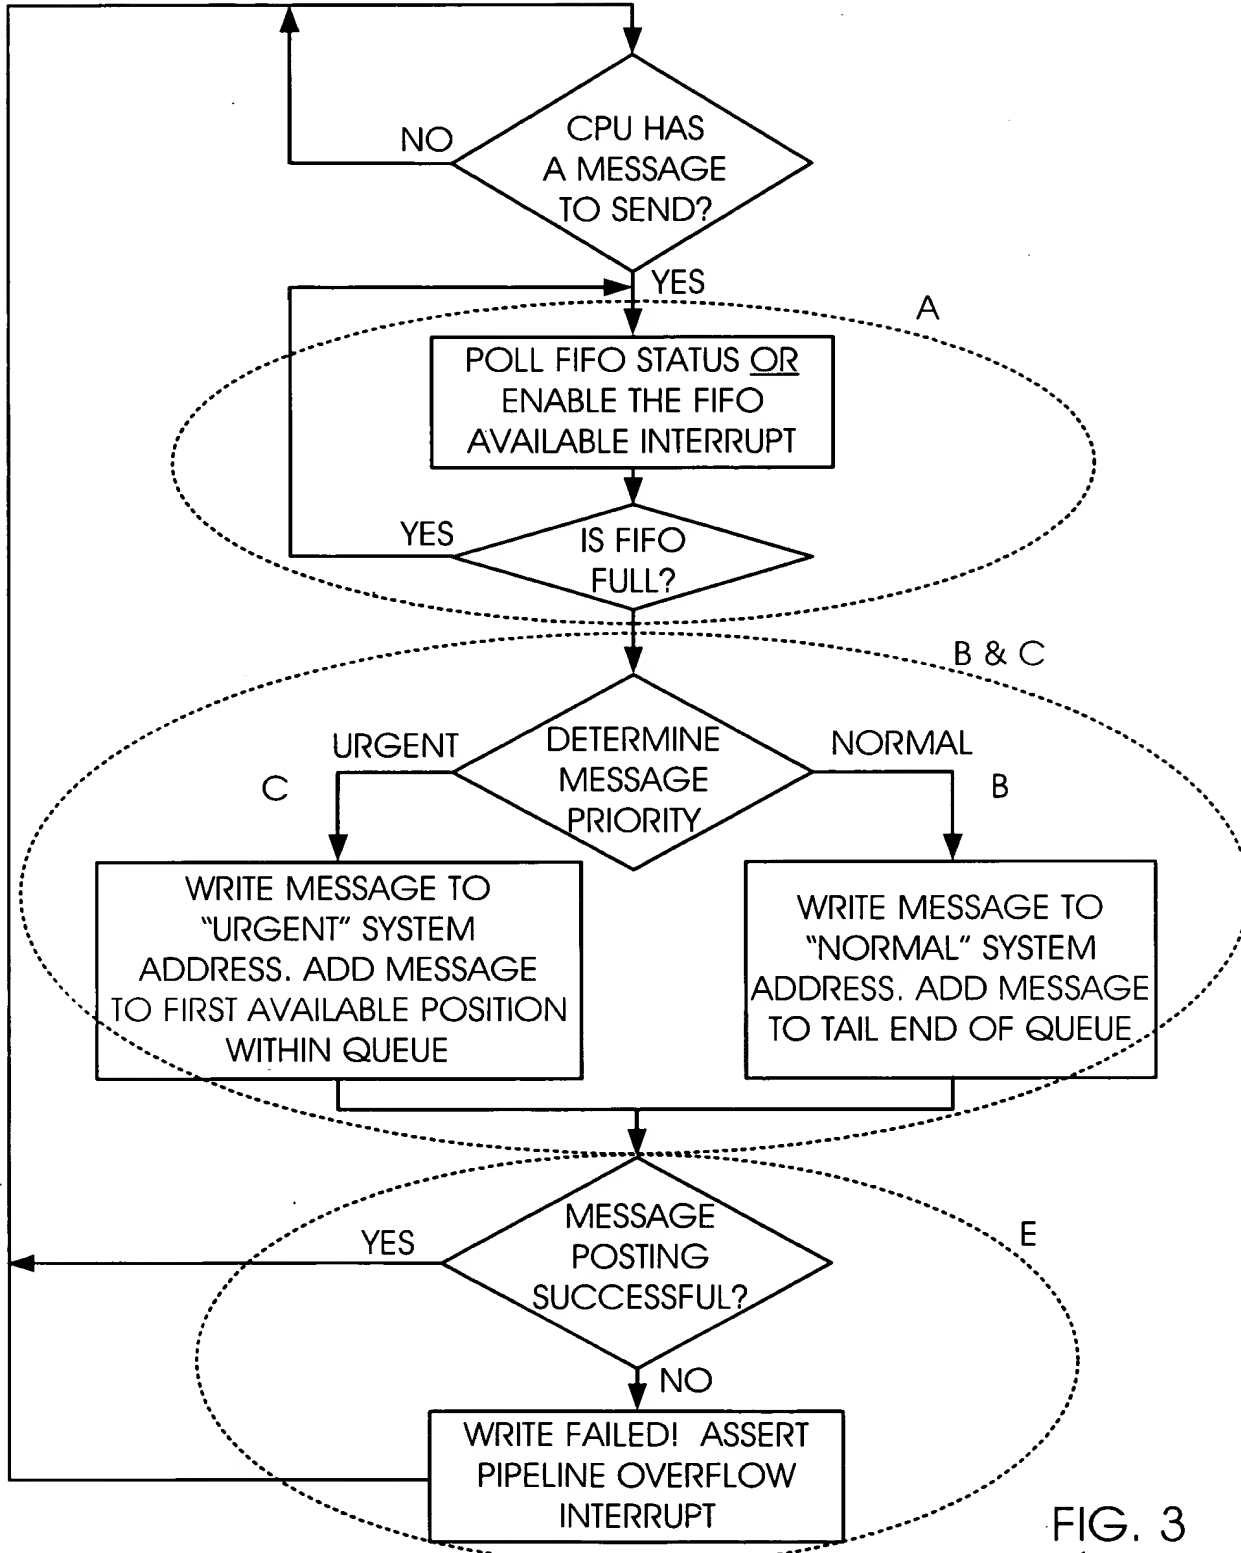 NO
CPU HAS
A MESSAGE
TO SEND?
YES
A
POLL FIFO STATUS OR
ENABLE THE FIFO
AVAILABLE INTERRUPT
YES
IS FIFO
FULL?
B & C
URGENT
DETERMINE
MESSAGE
PRIORITY
NORMAL
C
B
WRITE MESSAGE TO
“URGENT” SYSTEM
ADDRESS. ADD MESSAGE
TO FIRST AVAILABLE POSITION
WITHIN QUEUE
WRITE MESSAGE TO
“NORMAL” SYSTEM
ADDRESS. ADD MESSAGE
TO TAIL END OF QUEUE
YES
MESSAGE
POSTING
SUCCESSFUL?
E
NO
WRITE FAILED! ASSERT
PIPELINE OVERFLOW
INTERRUPT
FIG. 3